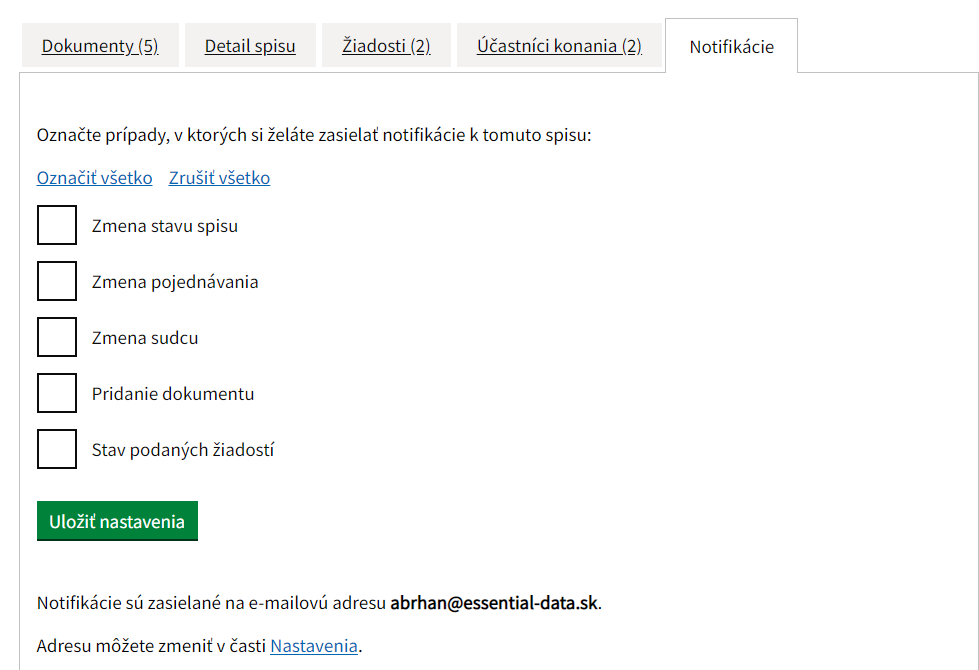 Dokumenty (5) Detail spisu Žiadosti (2) Účastníci konania (2) Notifikácie
Označte prípady, v ktorých si želáte zasielať notifikácie k tomuto spisu:
Označiť všetko Zrušiť všetko
Zmena stavu spisu
Zmena pojednávania
Zmena sudcu
Pridanie dokumentu
Stav podaných žiadostí
Uložiť nastavenia
Notifikácie sú zasielané na e-mailovú adresu abrhan@essential-data.sk.
Adresu môžete zmeniť v časti Nastavenia.